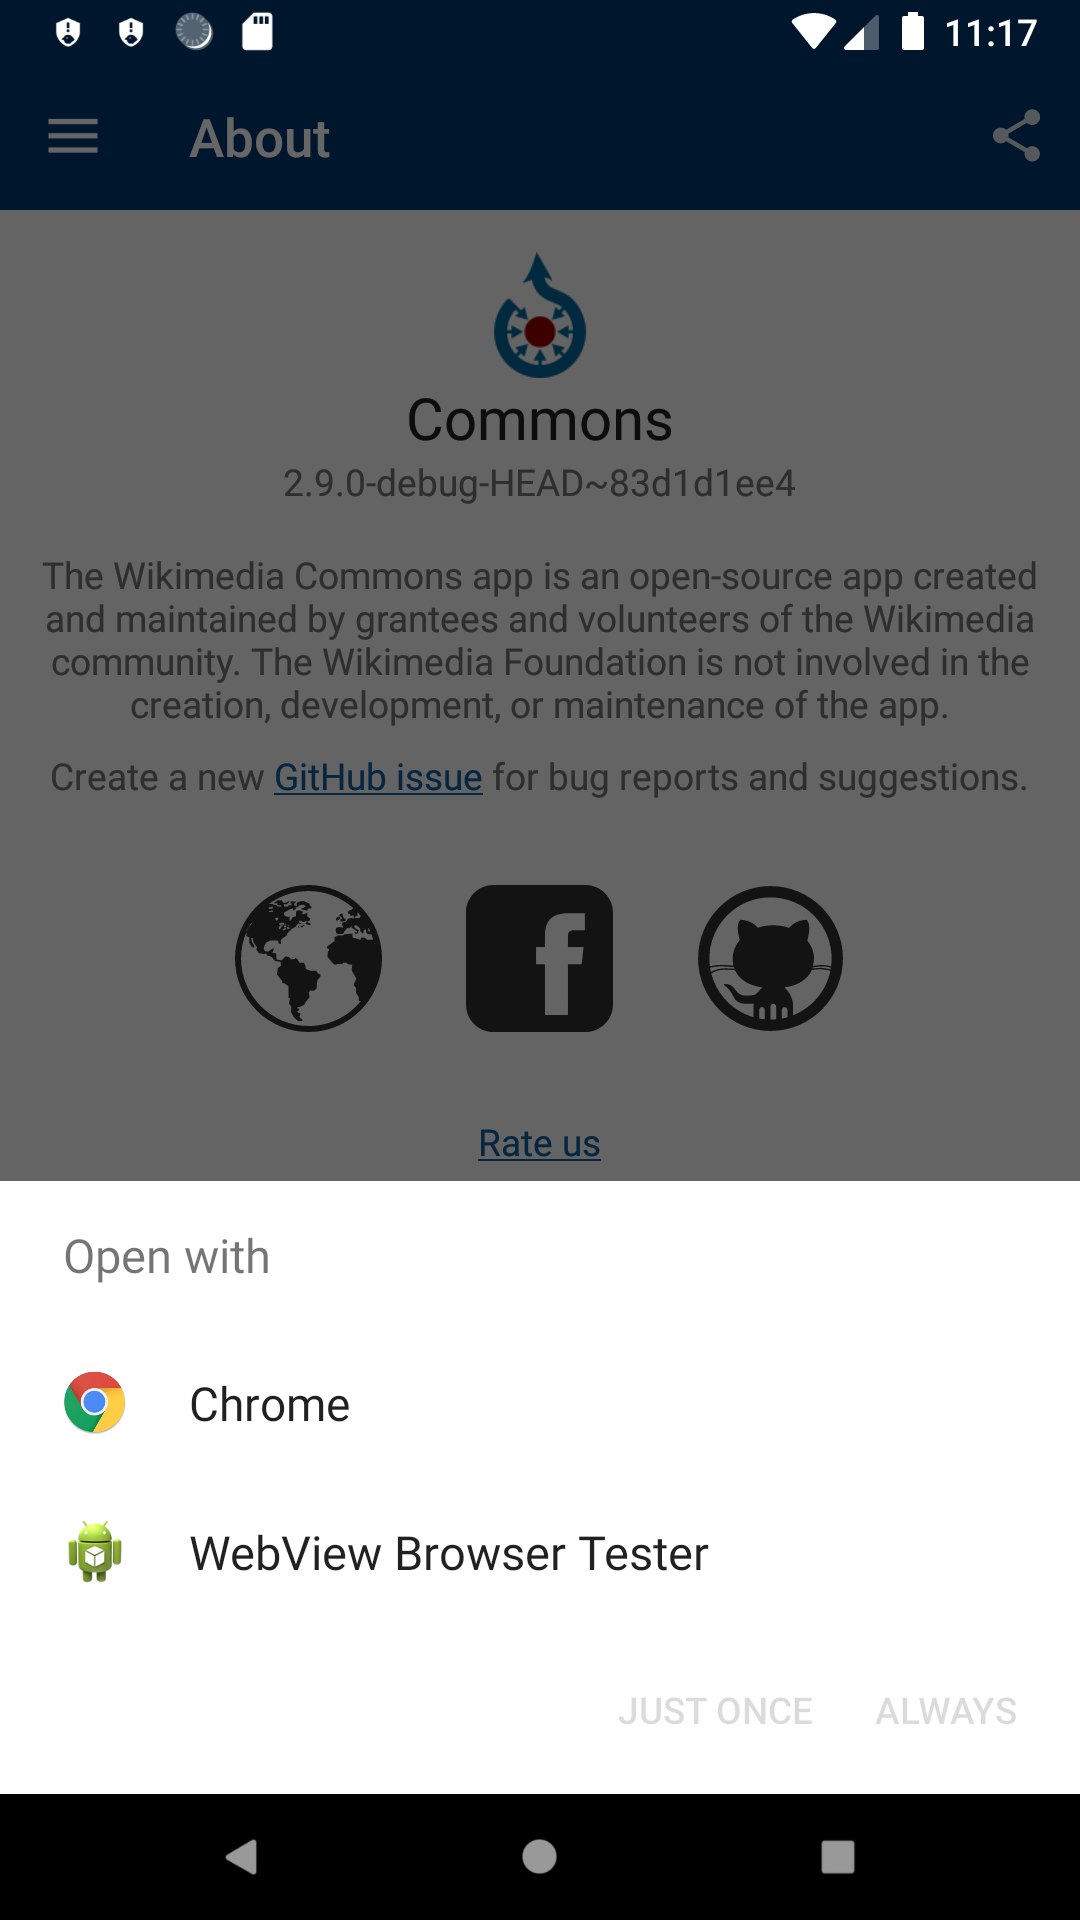 11:17
About
Commons
2.9.0-debug-HEAD~83d1d1ee4
The Wikimedia Commons app is an open-source app created
and maintained by grantees and volunteers of the Wikimedia
community. The Wikimedia Foundation is not involved in the
creation, development, or maintenance of the app.
Create a new GitHub issue for bug reports and suggestions.
Rate us
Open with
Chrome
WebView Browser Tester
JUST ONCE ALWAYS